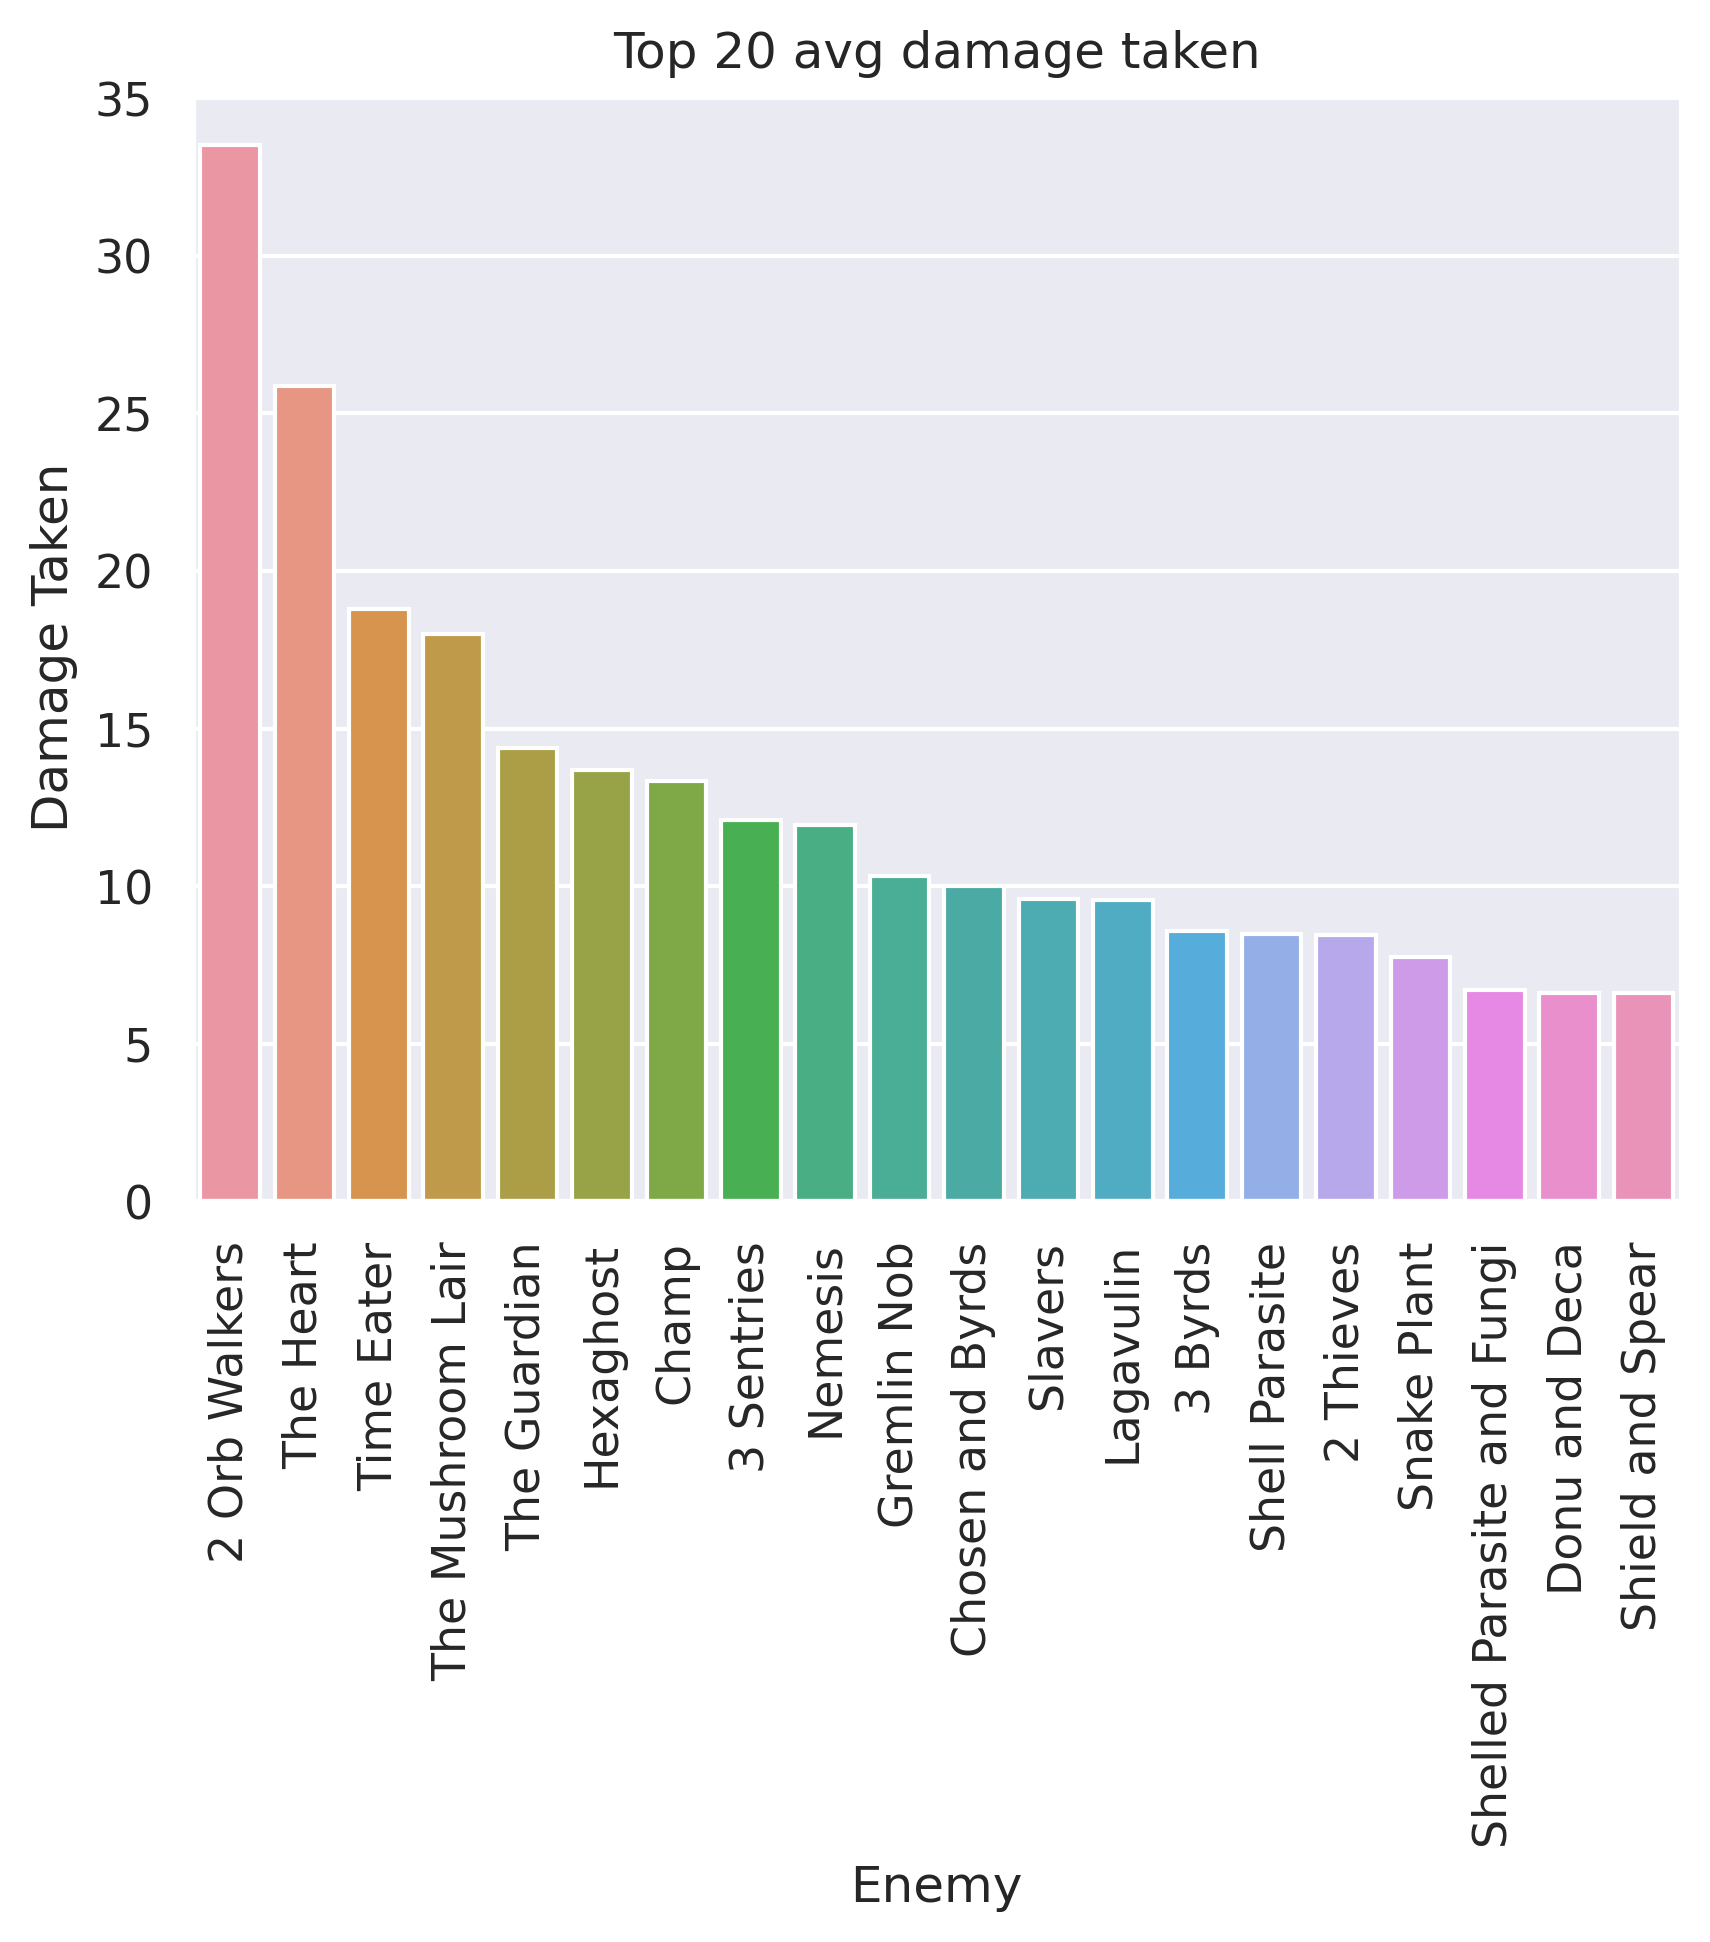 Top 20 avg damage taken
35
30
25
20
15
10
5
0
Damage Taken
2 Orb Walkers
The Heart
Time Eater
The Mushroom Lair
The Guardian
Hexaghost
Champ
3 Sentries
Nemesis
Gremlin Nob
Chosen and Byrds
Slavers
Lagavulin
3 Byrds
Shell Parasite
2 Thieves
Snake Plant
Shelled Parasite and Fungi
Donu and Deca
Shield and Spear
Enemy